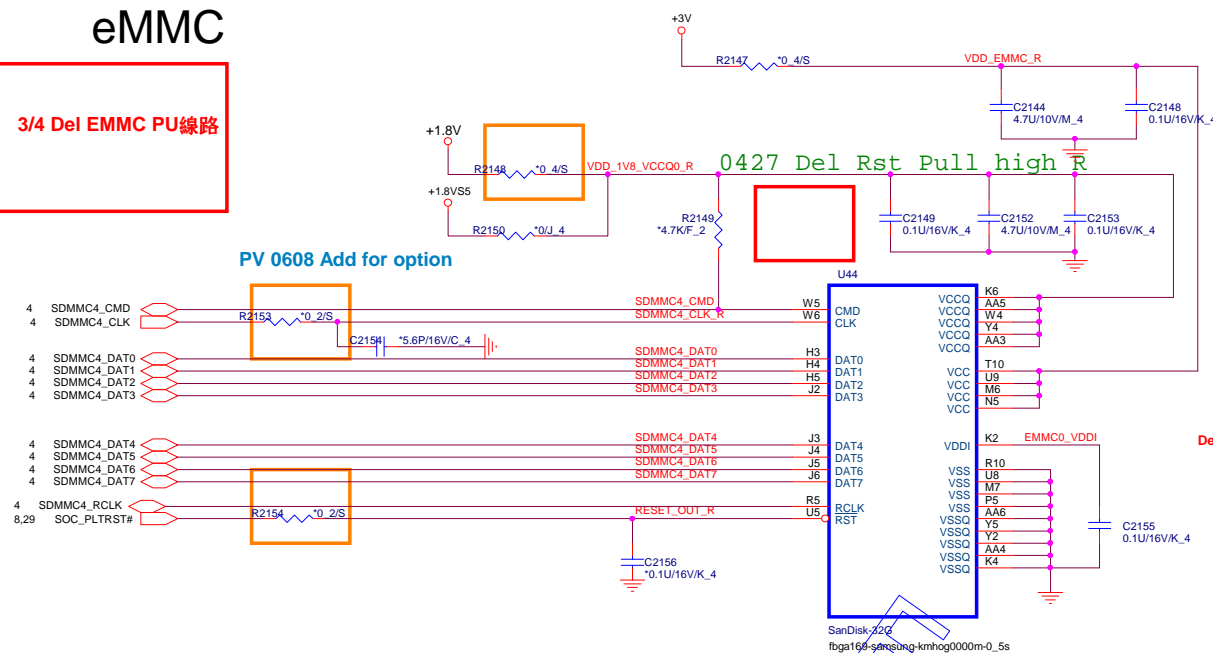 eMMC
3/4 Del EMMC PU線路
+3V
R2147 *0_4/S
VDD_EMMC_R
C2144
4.7U/10V/M_4
C2148
0.1U/16V/K_4
+1.8V
R2148 *0_4/S
VDD_1V8_VCCQ0_R
0427 Del Rst Pull high R
+1.8VS5
R2150 *0/J_4
R2149
*4.7K/F_2
C2149
0.1U/16V/K_4
C2152
4.7U/10V/M_4
C2153
0.1U/16V/K_4
PV 0608 Add for option
U44
4 SDMMC4_CMD
SDMMC4_CMD
W5
CMD
4 SDMMC4_CLK
R2153 *0_2/S
SDMMC4_CLK_R
W6
CLK
C2154 *5.6P/16V/C_4
4 SDMMC4_DAT0
SDMMC4_DAT0
H3
DAT0
4 SDMMC4_DAT1
SDMMC4_DAT1
H4
DAT1
4 SDMMC4_DAT2
SDMMC4_DAT2
H5
DAT2
4 SDMMC4_DAT3
SDMMC4_DAT3
J2
DAT3
4 SDMMC4_DAT4
SDMMC4_DAT4
J3
DAT4
4 SDMMC4_DAT5
SDMMC4_DAT5
J4
DAT5
4 SDMMC4_DAT6
SDMMC4_DAT6
J5
DAT6
4 SDMMC4_DAT7
SDMMC4_DAT7
J6
DAT7
4 SDMMC4_RCLK
R5
RCLK
8,29 SOC_PLTRST#
R2154 *0_2/S
RESET_OUT_R
U5
RST
C2156
*0.1U/16V/K_4
VCCQ K6
VCCQ AA5
VCCQ W4
VCCQ Y4
VCCQ AA3
VCC T10
VCC U9
VCC M6
VCC N5
VDDI K2
EMMC0_VDDI
De
VSS R10
VSS U8
VSS M7
VSS P5
VSSQ AA6
VSSQ Y5
VSSQ Y2
VSSQ AA4
VSSQ K4
C2155
0.1U/16V/K_4
SanDisk-32G
fbga169-samsung-kmhog0000m-0_5s